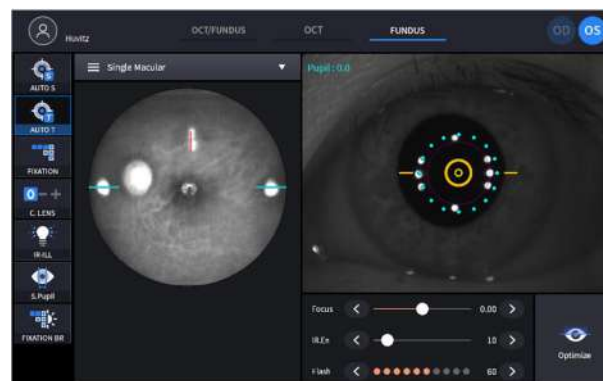 Huvitz
OCT/FUNDUS
OCT
FUNDUS
OD
OS
AUTO S
AUTO T
FIXATION
C. LENS
IR-ILL
S.Pupil
FIXATION BR
Single Macular
Pupil: 0.0
Focus
0.00
IR.En
10
Flash
60
Optimize